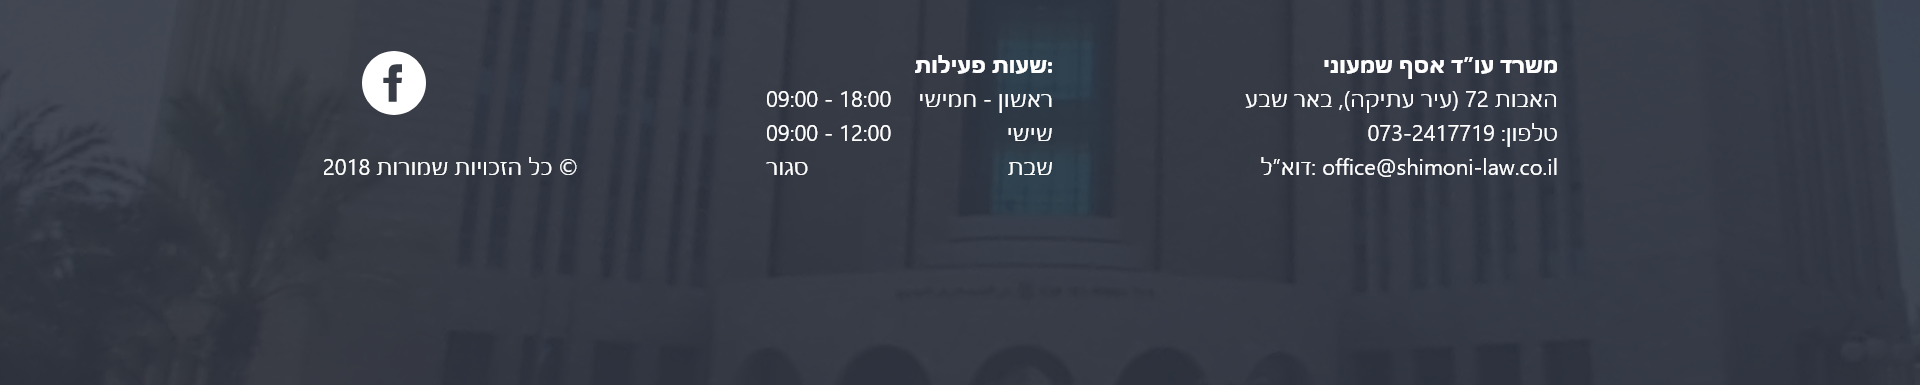 משרד עו"ד אסף שמעוני
האבות 72 (עיר עתיקה), באר שבע
טלפון: 073-2417719
דוא"ל: office@shimoni-law.co.il
שעות פעילות:
ראשון - חמישי 09:00 - 18:00
שישי 09:00 - 12:00
שבת סגור
© כל הזכויות שמורות 2018